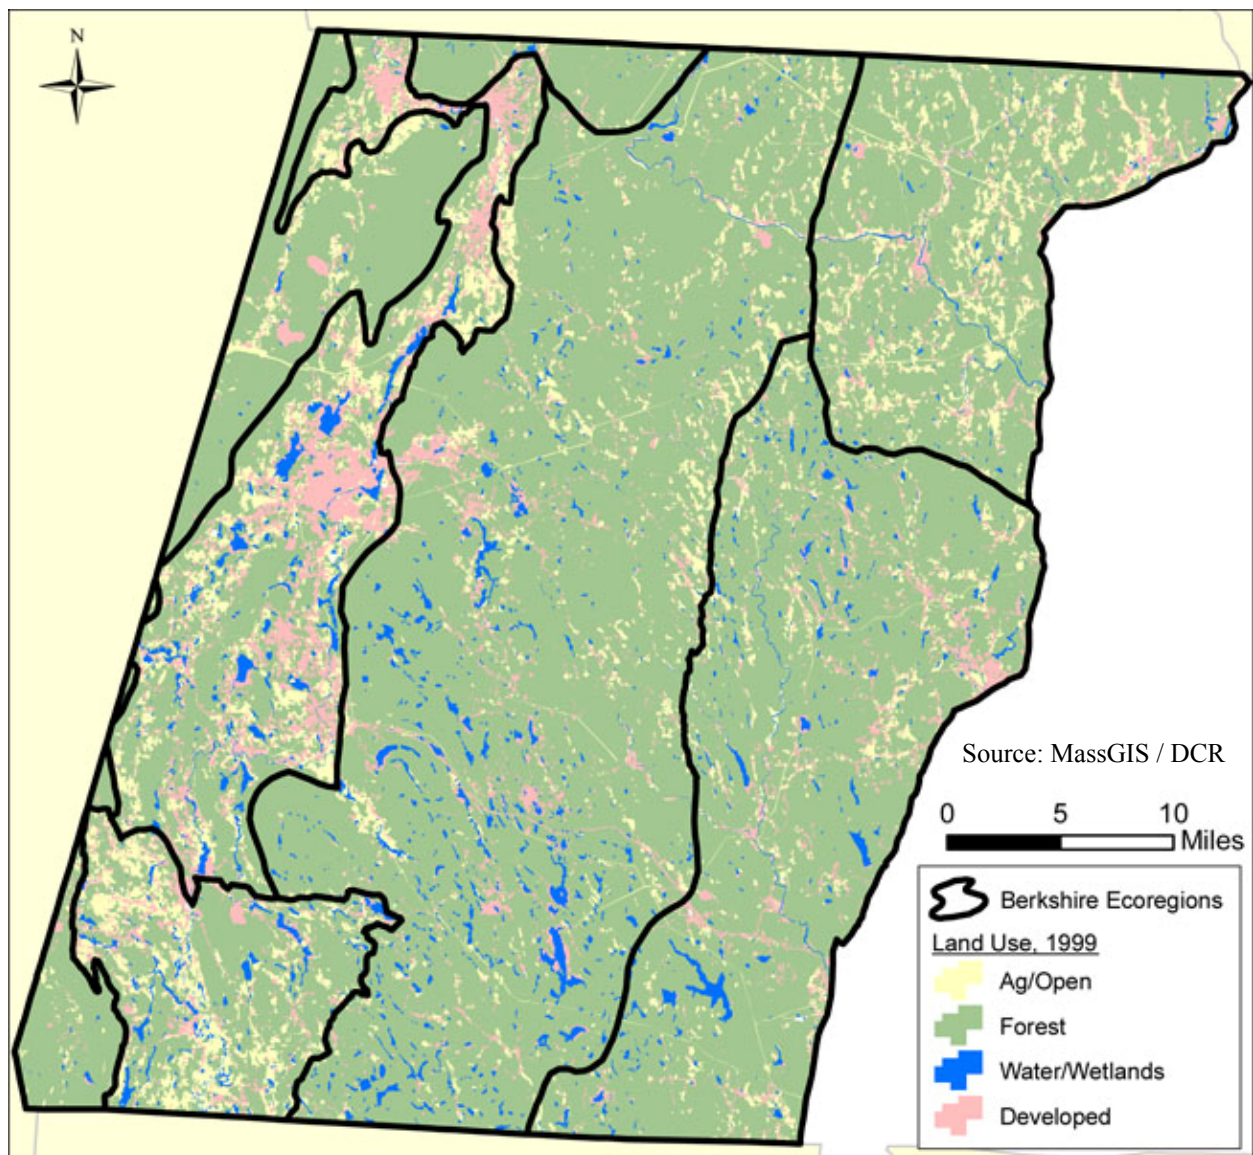 N
Source: MassGIS / DCR
0 5 10
Miles
Berkshire Ecoregions
Land Use, 1999
Ag/Open
Forest
Water/Wetlands
Developed